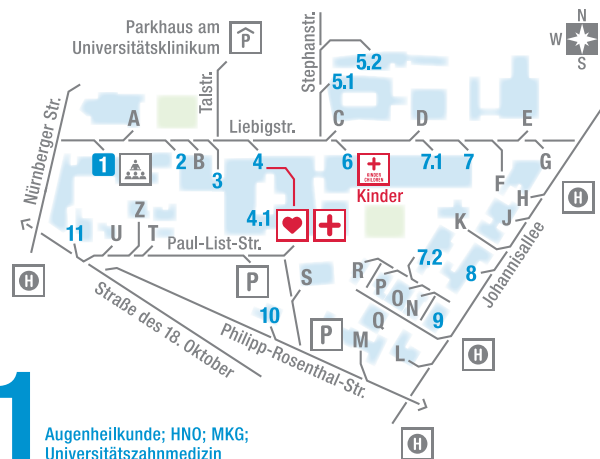 Parkhaus am
Universitätsklinikum
P
N
W
S
Stephanstr.
5.2
5.1
Talstr.
Nürnberger Str.
A
Liebigstr.
C
D
E
1
2
B
3
4
6
KINDER
CHILDREN
Kinder
7.1
7
F
G
H
H
J
K
4.1
11
U
Z
T
Paul-List-Str.
S
R
P
O
N
7.2
8
9
Johannisallee
H
P
10
P
Q
M
L
H
Straße des 18. Oktober
Philipp-Rosenthal-Str.
H
1
Augenheilkunde; HNO; MKG;
Universitätszahnmedizin